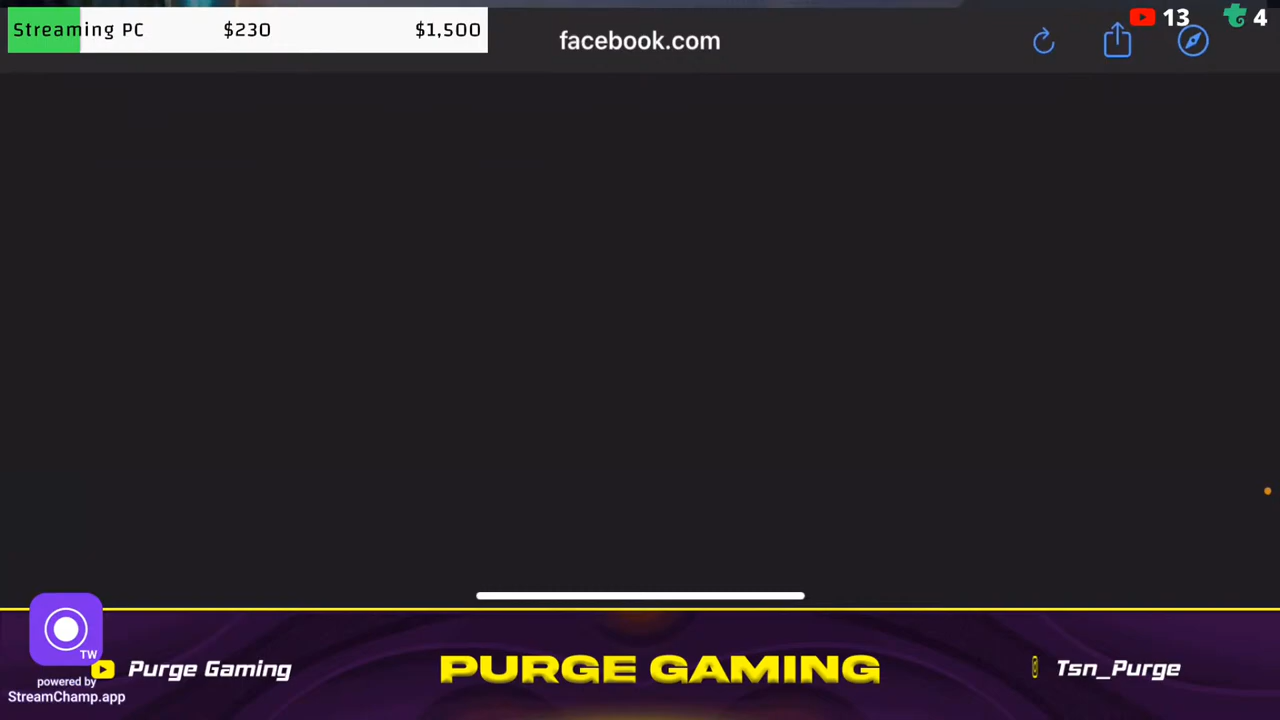 Streaming PC $230 $1,500
facebook.com
13 4
TW
powered by
StreamChamp.app
Purge Gaming
PURGE GAMING
Tsn_Purge